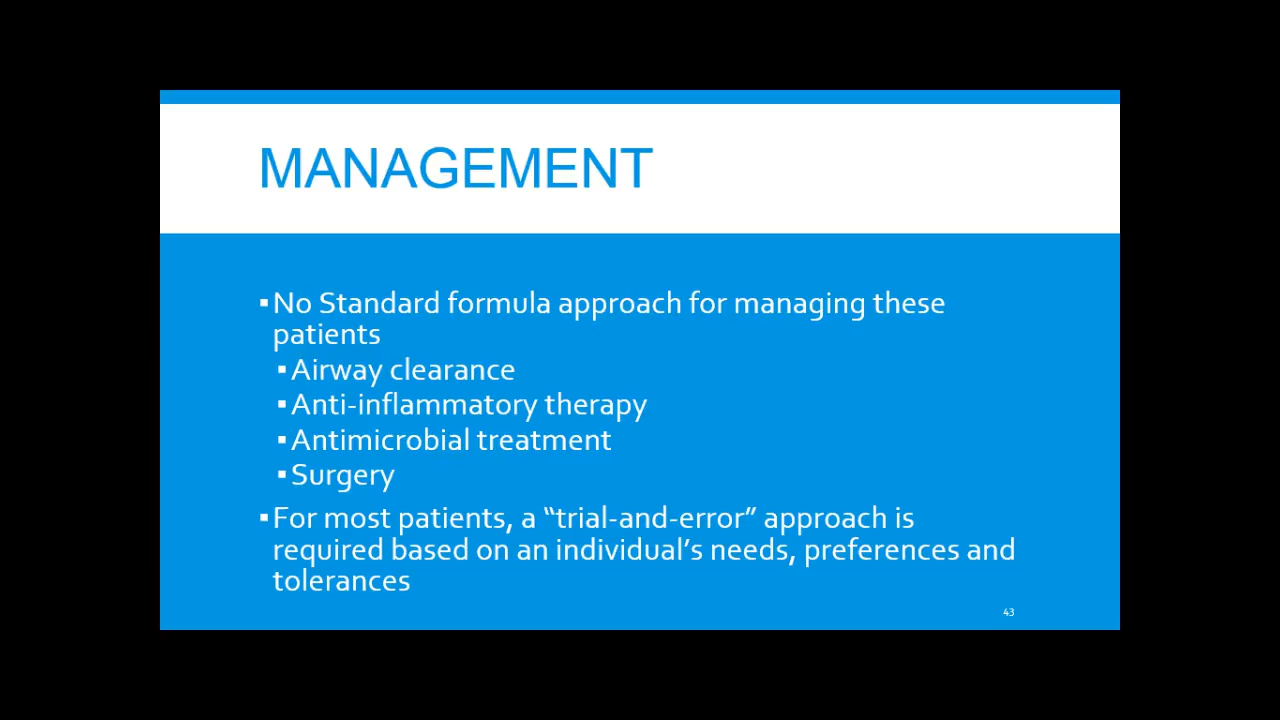 MANAGEMENT
▪No Standard formula approach for managing these
patients
▪Airway clearance
▪Anti-inflammatory therapy
▪Antimicrobial treatment
▪Surgery
▪For most patients, a “trial-and-error” approach is
required based on an individual’s needs, preferences and
tolerances
43